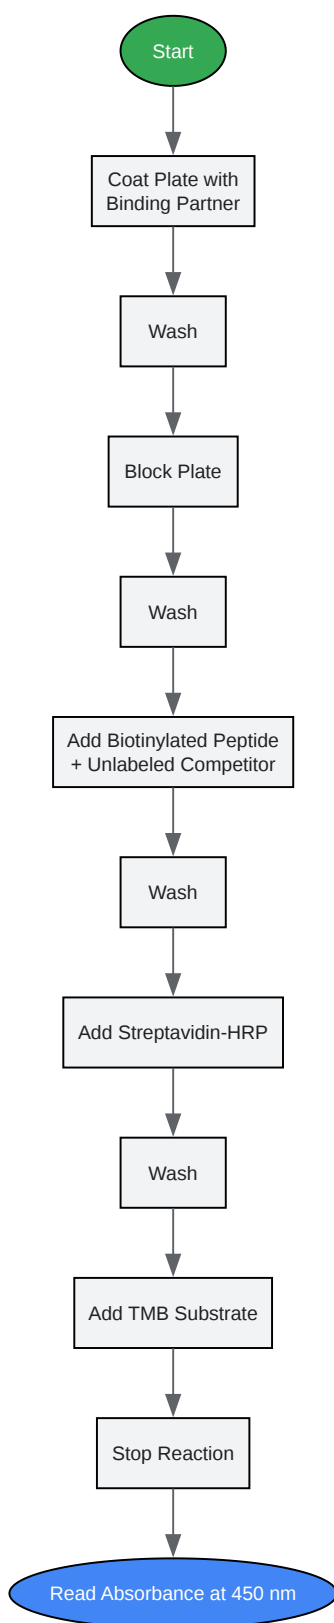 Start
Coat Plate with
Binding Partner
Wash
Block Plate
Wash
Add Biotinylated Peptide
+ Unlabeled Competitor
Wash
Add Streptavidin-HRP
Wash
Add TMB Substrate
Stop Reaction
Read Absorbance at 450 nm